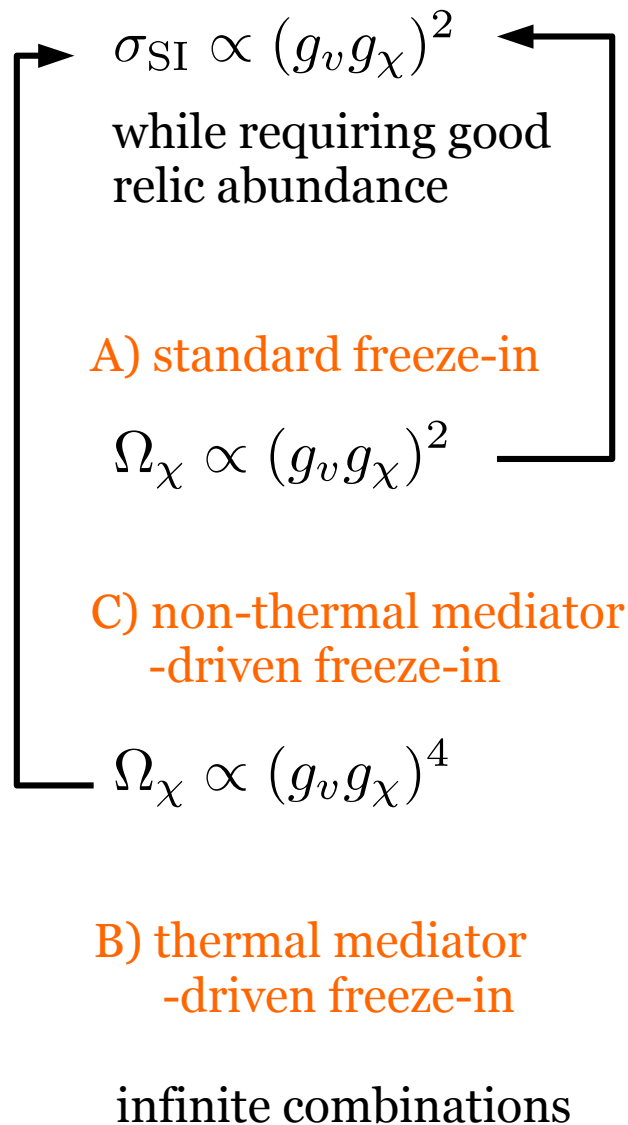 σ_SI ∝ (g_v g_χ)^2
while requiring good
relic abundance
A) standard freeze-in
Ω_χ ∝ (g_v g_χ)^2
C) non-thermal mediator
-driven freeze-in
Ω_χ ∝ (g_v g_χ)^4
B) thermal mediator
-driven freeze-in
infinite combinations